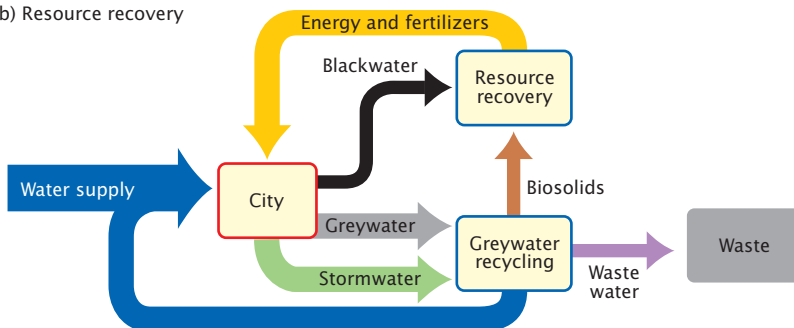 b) Resource recovery
Energy and fertilizers
Blackwater
Resource
recovery
Water supply
City
Biosolids
Greywater
Greywater
recycling
Stormwater
Waste
water
Waste